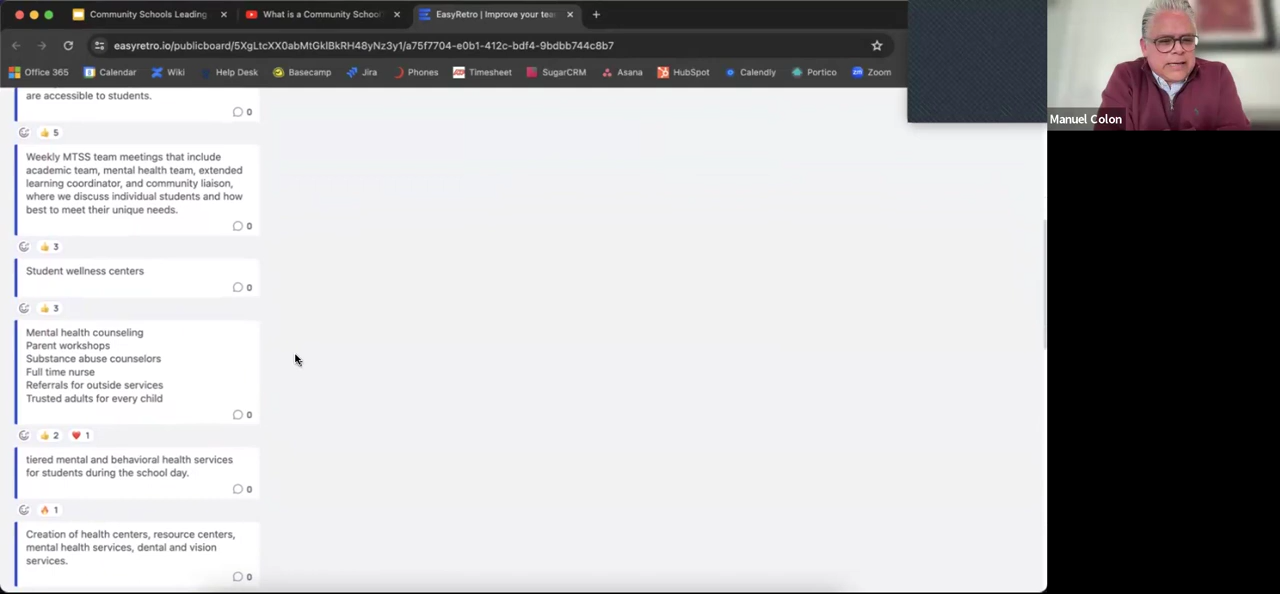 Community Schools Leading
What is a Community School
EasyRetro | Improve your tea
easyretro.io/publicboard/5XgLtcXX0abMtGklBkRH48yNz3y1/a75f7704-e0b1-412c-bdf4-9bdbb744c8b7
Office 365 Calendar Wiki Help Desk Basecamp Jira Phones Timesheet SugarCRM Asana HubSpot Calendly Portico Zoom
Manuel Colon
are accessible to students.
0
5
Weekly MTSS team meetings that include
academic team, mental health team, extended
learning coordinator, and community liaison,
where we discuss individual students and how
best to meet their unique needs.
0
3
Student wellness centers
0
3
Mental health counseling
Parent workshops
Substance abuse counselors
Full time nurse
Referrals for outside services
Trusted adults for every child
0
2 1
tiered mental and behavioral health services
for students during the school day.
0
1
Creation of health centers, resource centers,
mental health services, dental and vision
services.
0